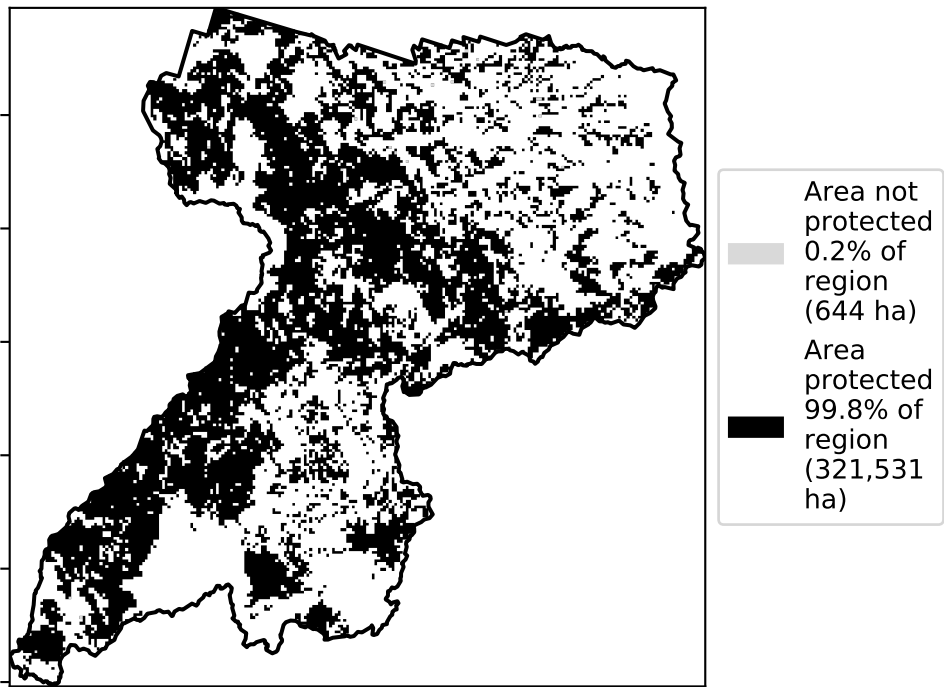 Area not
protected
0.2% of
region
(644 ha)
Area
protected
99.8% of
region
(321,531
ha)